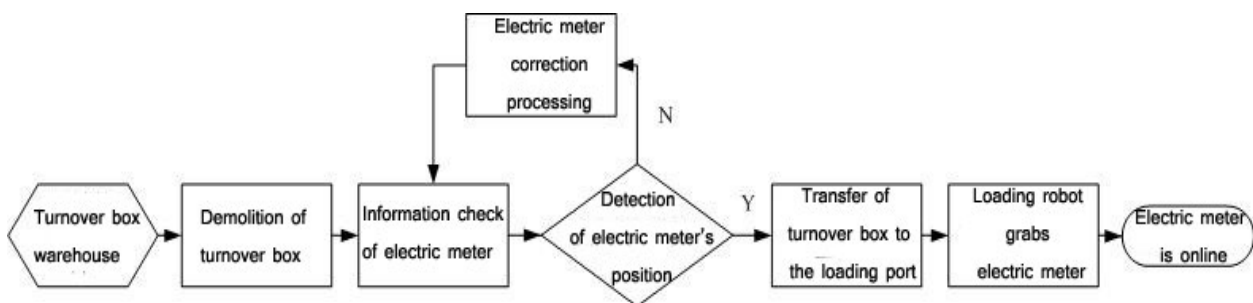 Electric meter
correction
processing
N
Turnover box
warehouse
Demolition of
turnover box
Information check
of electric meter
Detection
of electric meter's
position
Y
Transfer of
turnover box to
the loading port
Loading robot
grabs
electric meter
Electric meter
is online